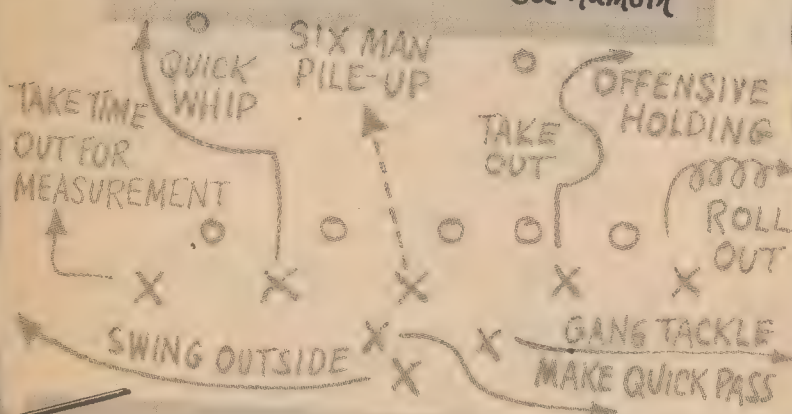 SIX MAN
PILE-UP
QUICK
WHIP
TAKE TIME
OUT FOR
MEASUREMENT
TAKE
OUT
OFFENSIVE
HOLDING
ROLL
OUT
SWING OUTSIDE
GANG TACKLE
MAKE QUICK PASS